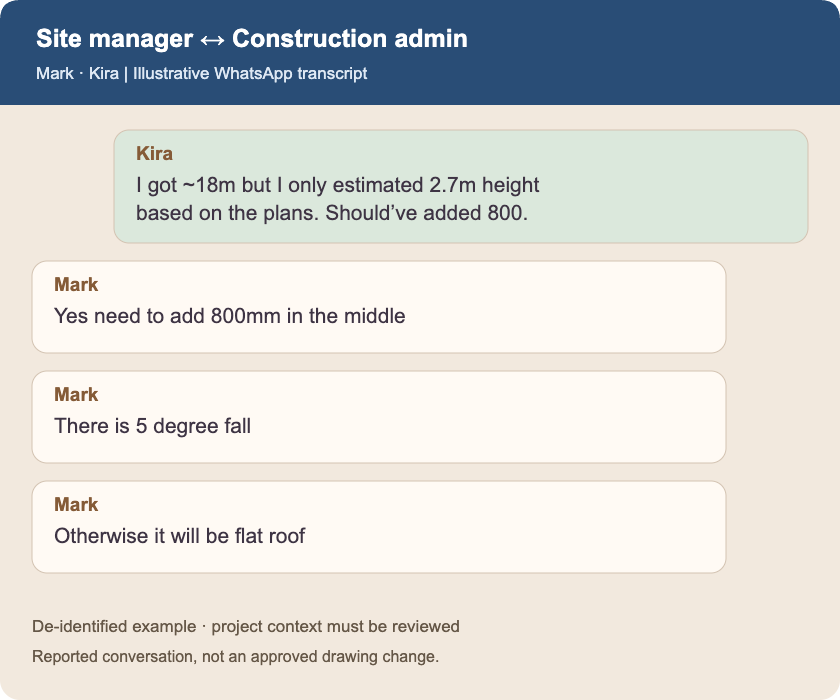 Site manager ↔ Construction admin
Mark · Kira | Illustrative WhatsApp transcript
Kira
I got ~18m but I only estimated 2.7m height
based on the plans. Should’ve added 800.
Mark
Yes need to add 800mm in the middle
Mark
There is 5 degree fall
Mark
Otherwise it will be flat roof
De-identified example · project context must be reviewed
Reported conversation, not an approved drawing change.